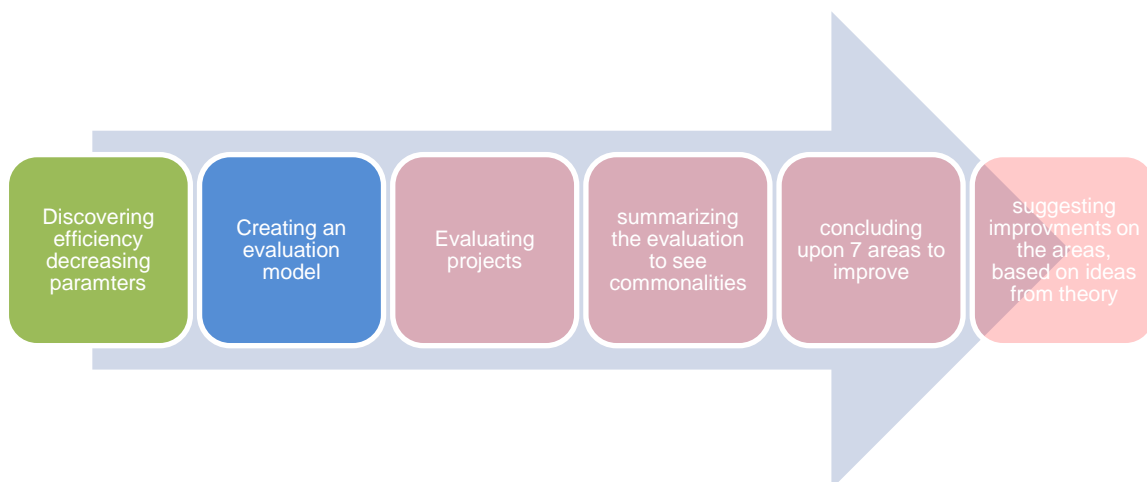 Discovering
efficiency
decreasing
paramters
Creating an
evaluation
model
Evaluating
projects
summarizing
the evaluation
to see
commonalities
concluding
upon 7 areas to
improve
suggesting
improvments on
the areas,
based on ideas
from theory